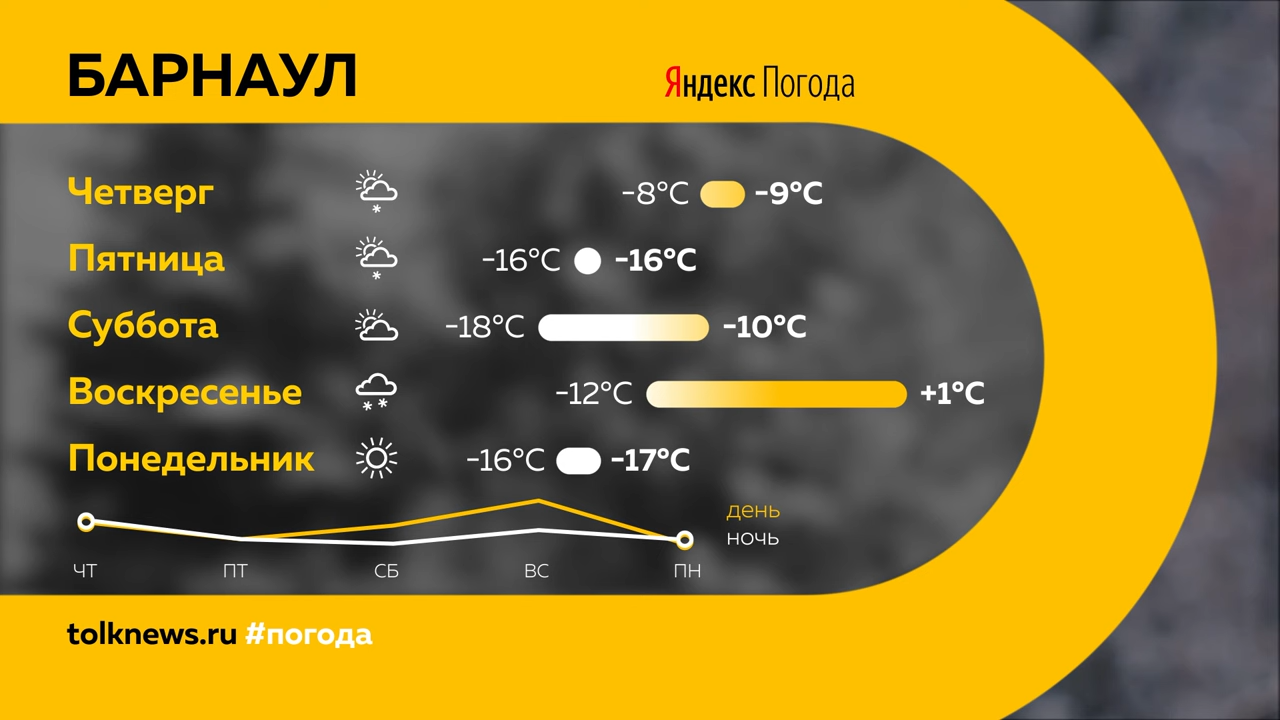 БАРНАУЛ
Яндекс Погода
Четверг -8°C -9°C
Пятница -16°C -16°C
Суббота -18°C -10°C
Воскресенье -12°C +1°C
Понедельник -16°C -17°C
день
ночь
ЧТ ПТ СБ ВС ПН
tolknews.ru #погода